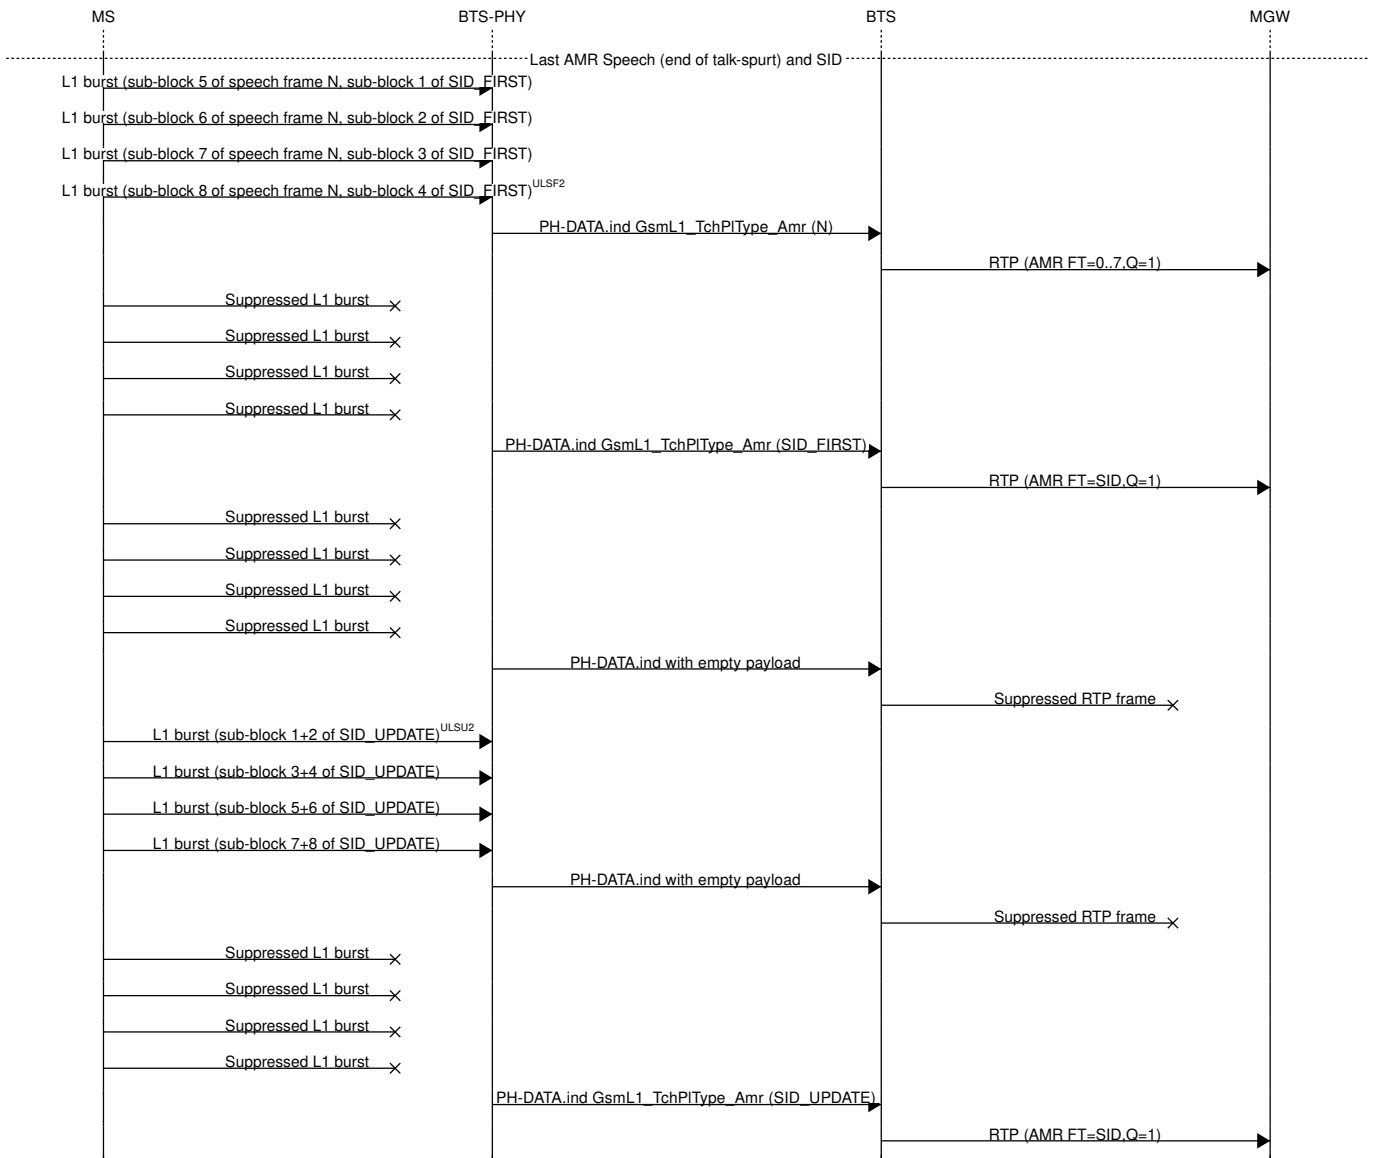 MS BTS-PHY BTS MGW
Last AMR Speech (end of talk-spurt) and SID
L1 burst (sub-block 5 of speech frame N, sub-block 1 of SID_FIRST)
L1 burst (sub-block 6 of speech frame N, sub-block 2 of SID_FIRST)
L1 burst (sub-block 7 of speech frame N, sub-block 3 of SID_FIRST)
L1 burst (sub-block 8 of speech frame N, sub-block 4 of SID_FIRST)ULSF2
PH-DATA.ind GsmL1_TchPlType_Amr (N)
RTP (AMR FT=0..7,Q=1)
Suppressed L1 burst
Suppressed L1 burst
Suppressed L1 burst
Suppressed L1 burst
PH-DATA.ind GsmL1_TchPlType_Amr (SID_FIRST)
RTP (AMR FT=SID,Q=1)
Suppressed L1 burst
Suppressed L1 burst
Suppressed L1 burst
Suppressed L1 burst
PH-DATA.ind with empty payload
Suppressed RTP frame
L1 burst (sub-block 1+2 of SID_UPDATE)ULSU2
L1 burst (sub-block 3+4 of SID_UPDATE)
L1 burst (sub-block 5+6 of SID_UPDATE)
L1 burst (sub-block 7+8 of SID_UPDATE)
PH-DATA.ind with empty payload
Suppressed RTP frame
Suppressed L1 burst
Suppressed L1 burst
Suppressed L1 burst
Suppressed L1 burst
PH-DATA.ind GsmL1_TchPlType_Amr (SID_UPDATE)
RTP (AMR FT=SID,Q=1)